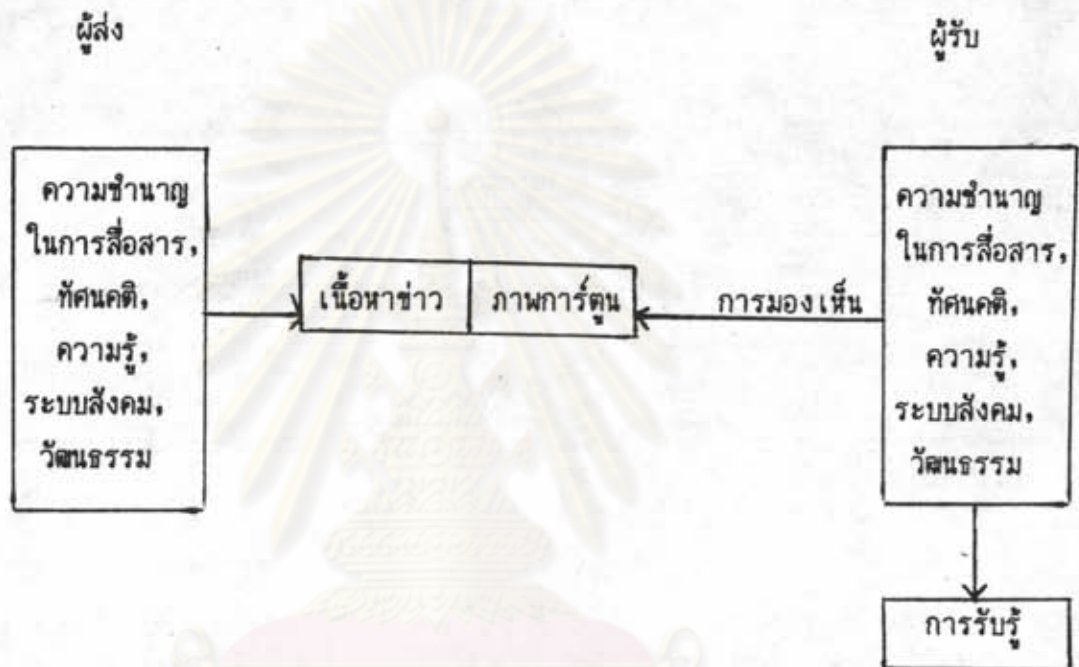 ผู้ส่ง
ผู้รับ
ความชำนาญ
ในการสื่อสาร,
ทัศนคติ,
ความรู้,
ระบบสังคม,
วัฒนธรรม
เนื้อหาข่าว
ภาพการ์ตูน
การมองเห็น
ความชำนาญ
ในการสื่อสาร,
ทัศนคติ,
ความรู้,
ระบบสังคม,
วัฒนธรรม
การรับรู้